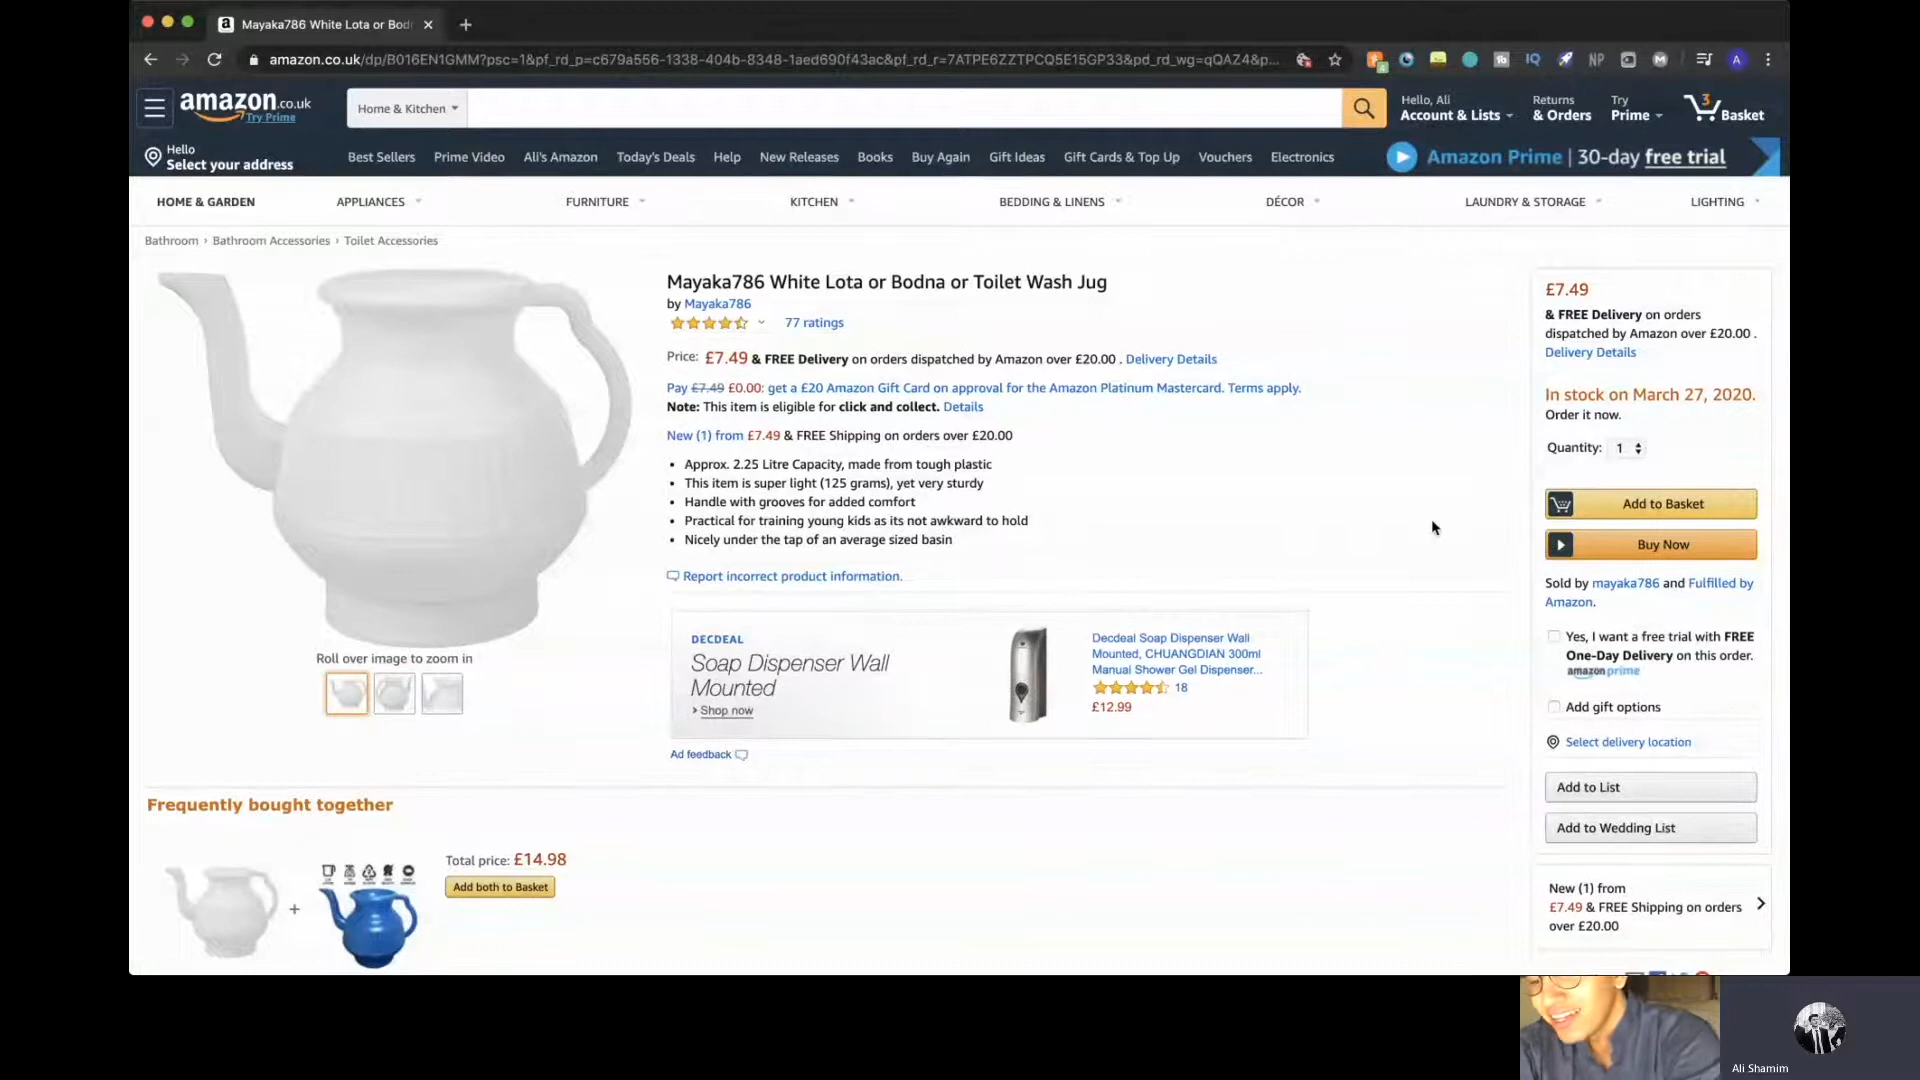 Mayaka786 White Lota or Bod
amazon.co.uk/dp/B016EN1GMM?psc=1&pf_rd_p=c679a556-1338-404b-8348-1aed690f43ac&pf_rd_r=7ATPE6ZZTPCQ5E15GP33&pd_rd_wg=qQAZ4&p...
IQ NP M A
amazon.co.uk
Try Prime
Home & Kitchen
Hello, Ali
Account & Lists
Returns
& Orders
Try
Prime
3
Basket
Hello
Select your address
Best Sellers Prime Video Ali's Amazon Today's Deals Help New Releases Books Buy Again Gift Ideas Gift Cards & Top Up Vouchers Electronics
Amazon Prime | 30-day free trial
HOME & GARDEN APPLIANCES FURNITURE KITCHEN BEDDING & LINENS DÉCOR LAUNDRY & STORAGE LIGHTING
Bathroom › Bathroom Accessories › Toilet Accessories
Roll over image to zoom in
Mayaka786 White Lota or Bodna or Toilet Wash Jug
by Mayaka786
77 ratings
Price: £7.49 & FREE Delivery on orders dispatched by Amazon over £20.00 . Delivery Details
Pay £7.49 £0.00: get a £20 Amazon Gift Card on approval for the Amazon Platinum Mastercard. Terms apply.
Note: This item is eligible for click and collect. Details
New (1) from £7.49 & FREE Shipping on orders over £20.00
• Approx. 2.25 Litre Capacity, made from tough plastic
• This item is super light (125 grams), yet very sturdy
• Handle with grooves for added comfort
• Practical for training young kids as its not awkward to hold
• Nicely under the tap of an average sized basin
Report incorrect product information.
DECDEAL
Soap Dispenser Wall
Mounted
› Shop now
Decdeal Soap Dispenser Wall
Mounted, CHUANGDIAN 300ml
Manual Shower Gel Dispenser...
18
£12.99
Ad feedback
£7.49
& FREE Delivery on orders
dispatched by Amazon over £20.00 .
Delivery Details
In stock on March 27, 2020.
Order it now.
Quantity: 1
Add to Basket
Buy Now
Sold by mayaka786 and Fulfilled by
Amazon.
Yes, I want a free trial with FREE
One-Day Delivery on this order.
amazon prime
Add gift options
Select delivery location
Add to List
Add to Wedding List
New (1) from
£7.49 & FREE Shipping on orders
over £20.00
Frequently bought together
+
Total price: £14.98
Add both to Basket
Ali Shamim